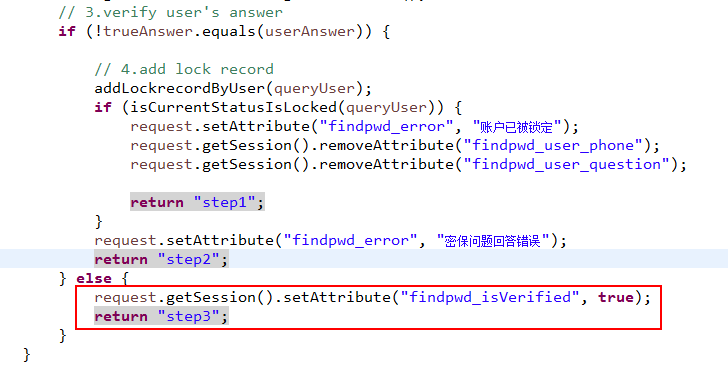 // 3.verify user's answer
if (!trueAnswer.equals(userAnswer)) {
// 4.add lock record
addLockrecordByUser(queryUser);
if (isCurrentStatusIsLocked(queryUser)) {
request.setAttribute("findpwd_error", "账户已被锁定");
request.getSession().removeAttribute("findpwd_user_phone");
request.getSession().removeAttribute("findpwd_user_question");
return "step1";
}
request.setAttribute("findpwd_error", "密保问题回答错误");
return "step2";
} else {
request.getSession().setAttribute("findpwd_isVerified", true);
return "step3";
}
}